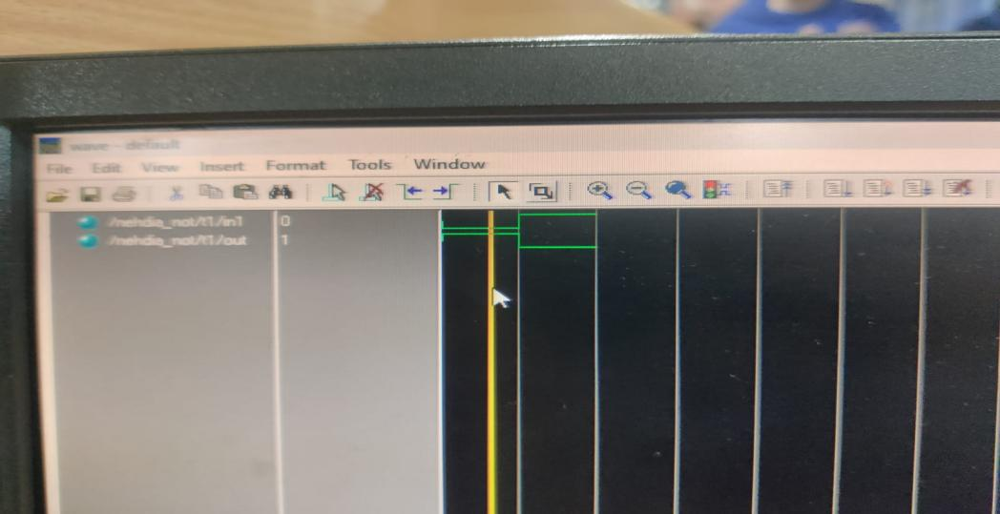 wave - default
File Edit View Insert Format Tools Window
/nehdia_not/t1/in1 0
/nehdia_not/t1/out 1